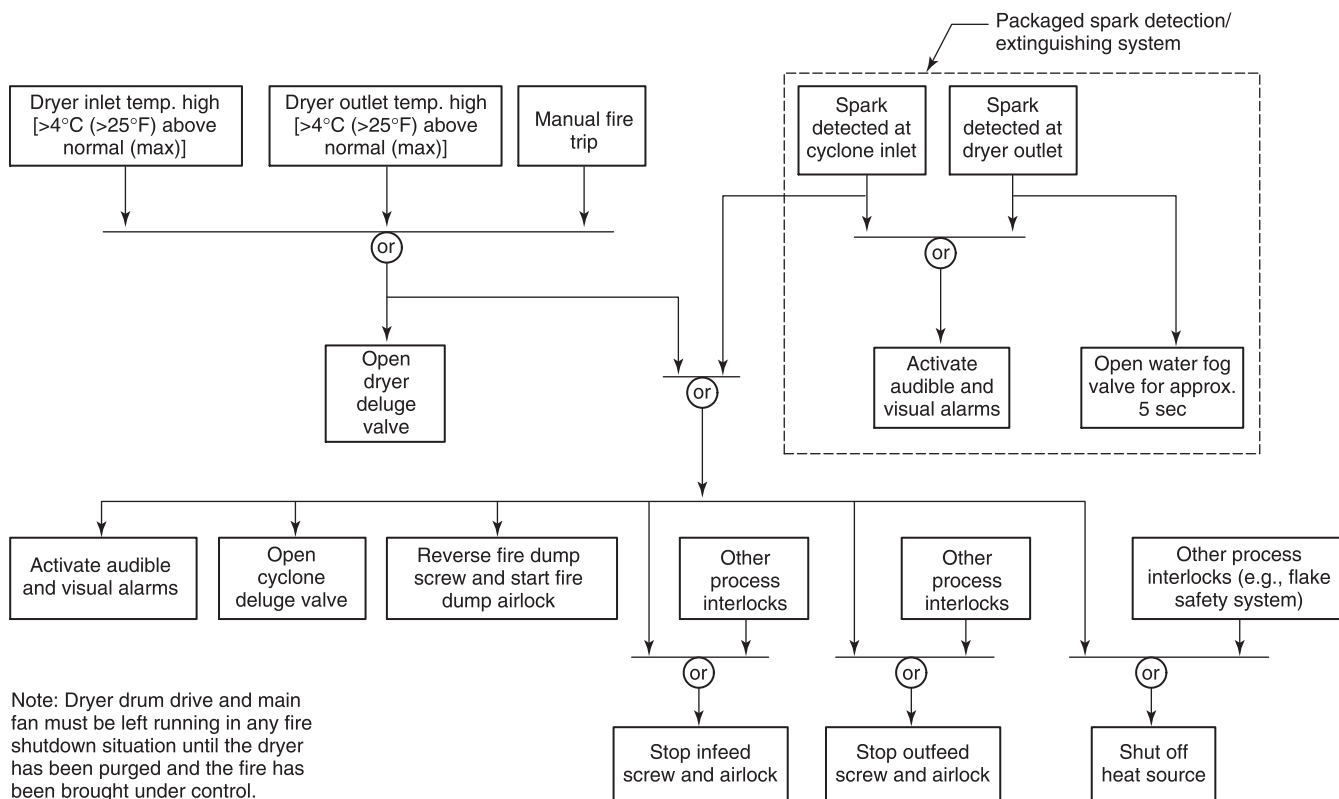 Packaged spark detection/
extinguishing system
Dryer inlet temp. high
[>4°C (>25°F) above
normal (max)]
Dryer outlet temp. high
[>4°C (>25°F) above
normal (max)]
Manual fire
trip
Spark
detected at
cyclone inlet
Spark
detected at
dryer outlet
or
or
Open
dryer
deluge
valve
or
Activate
audible and
visual alarms
Open water fog
valve for approx.
5 sec
Activate audible
and visual alarms
Open
cyclone
deluge valve
Reverse fire dump
screw and start fire
dump airlock
Other
process
interlocks
Other
process
interlocks
Other process
interlocks (e.g., flake
safety system)
or
or
or
Stop infeed
screw and airlock
Stop outfeed
screw and airlock
Shut off
heat source
Note: Dryer drum drive and main
fan must be left running in any fire
shutdown situation until the dryer
has been purged and the fire has
been brought under control.